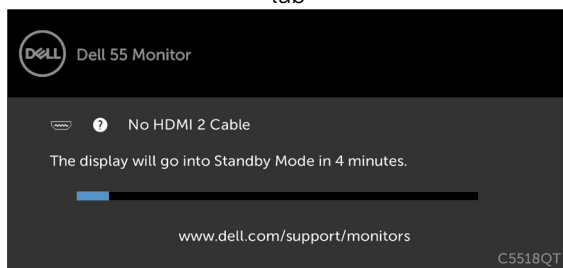 DELL Dell 55 Monitor
? No HDMI 2 Cable
The display will go into Standby Mode in 4 minutes.
www.dell.com/support/monitors
C5518QT